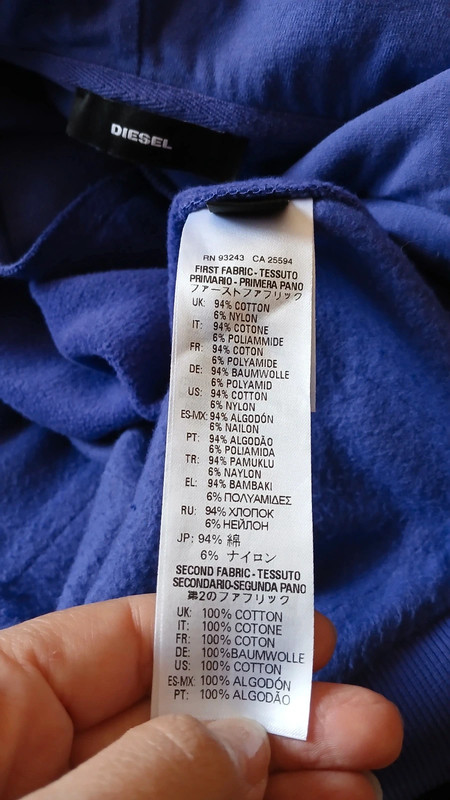 DIESEL
RN 93243 CA 25594
FIRST FABRIC - TESSUTO
PRIMARIO - PRIMERA PANO
ファーストファブリック
UK: 94% COTTON
6% NYLON
IT: 94% COTONE
6% POLIAMMIDE
FR: 94% COTON
6% POLYAMIDE
DE: 94% BAUMWOLLE
6% POLYAMID
US: 94% COTTON
6% NYLON
ES-MX: 94% ALGODÓN
6% NAILON
PT: 94% ALGODÃO
6% POLIAMIDA
TR: 94% PAMUKLU
6% NAYLON
EL: 94% BAMBAKI
6% ΠΟΛΥΑΜΙΔΕΣ
RU: 94% ХЛОПОК
6% НЕЙЛОН
JP: 94% 綿
6% ナイロン
SECOND FABRIC - TESSUTO
SECONDARIO-SEGUNDA PANO
第2のファブリック
UK: 100% COTTON
IT: 100% COTONE
FR: 100% COTON
DE: 100%BAUMWOLLE
US: 100% COTTON
ES-MX: 100% ALGODÓN
PT: 100% ALGODÃO